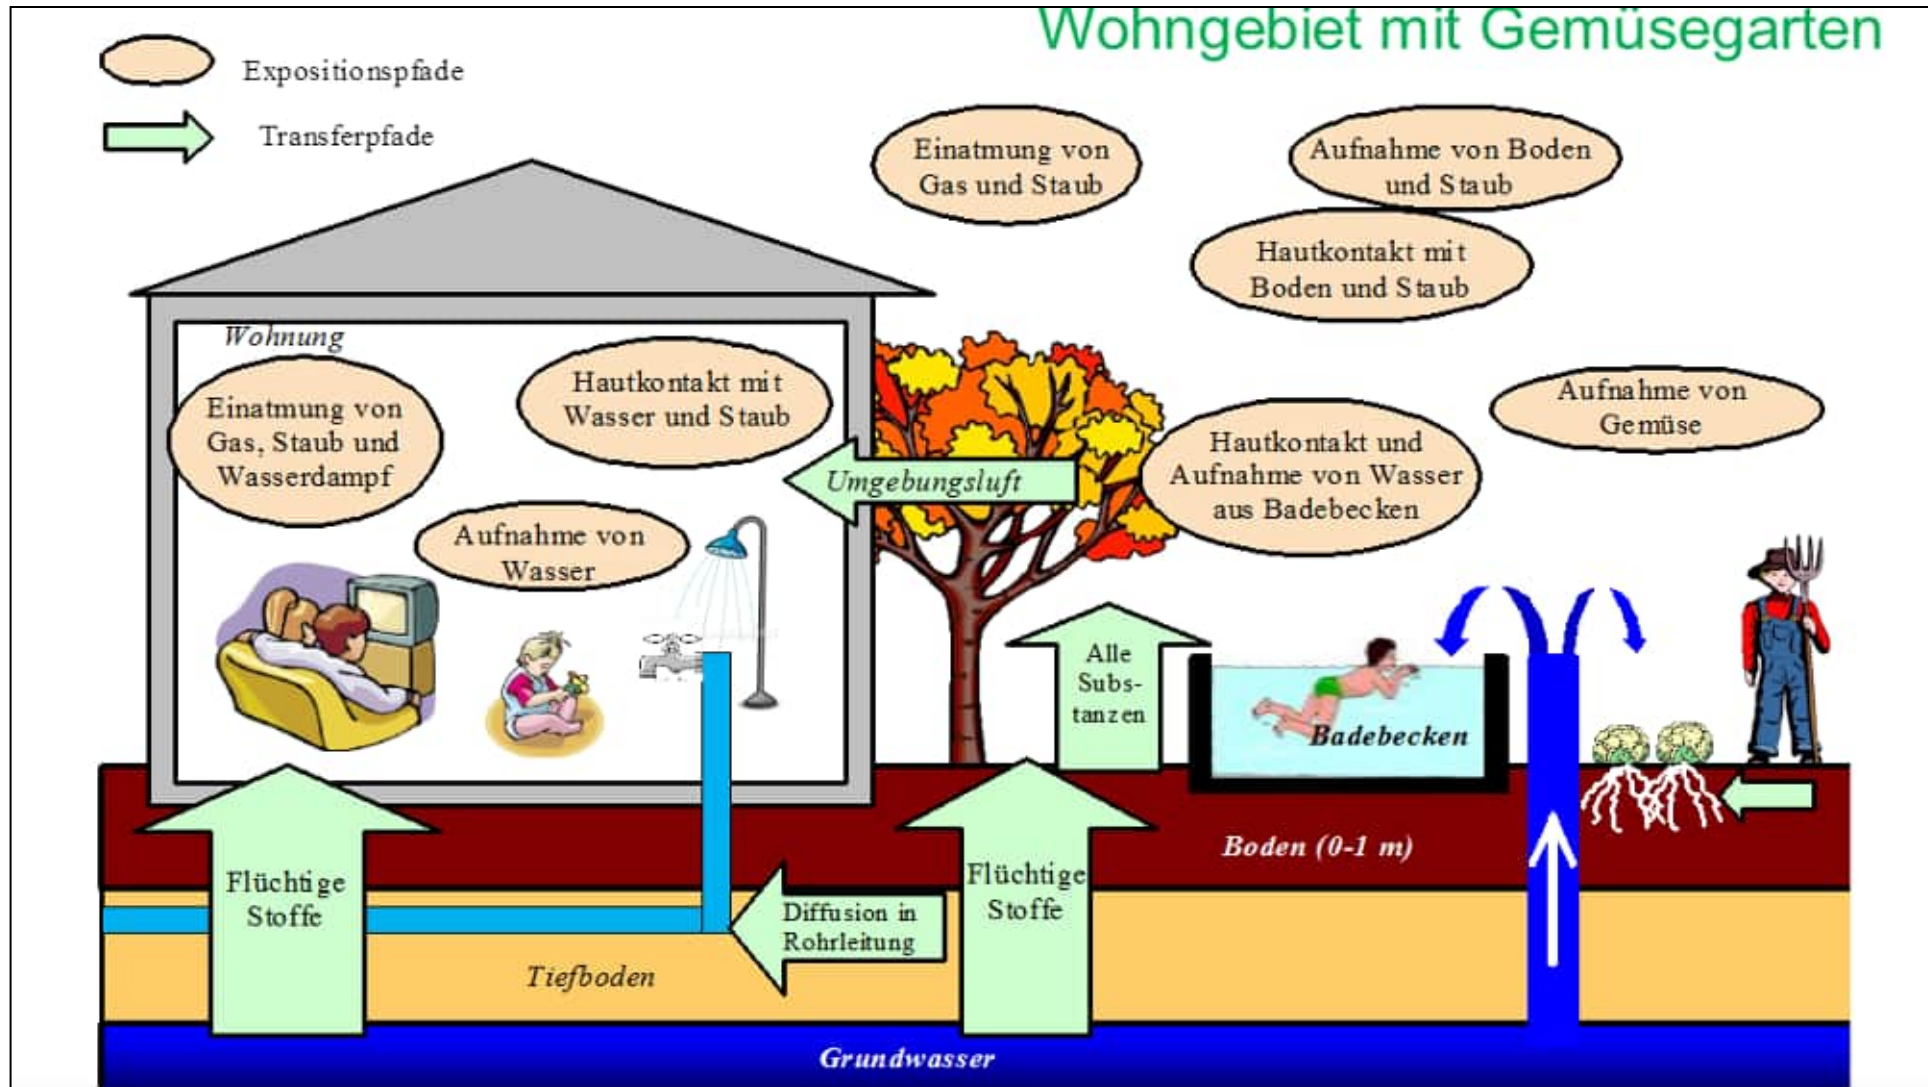 Wohngebiet mit Gemüsegarten
Expositionspfade
Transferpfade
Einatmung von
Gas und Staub
Aufnahme von Boden
und Staub
Hautkontakt mit
Boden und Staub
Wohnung
Einatmung von
Gas, Staub und
Wasserdampf
Hautkontakt mit
Wasser und Staub
Aufnahme von
Wasser
Umgebungsluft
Hautkontakt und
Aufnahme von Wasser
aus Badebecken
Aufnahme von
Gemüse
Alle
Subs-
tanzen
Badebecken
Boden (0-1 m)
Flüchtige
Stoffe
Diffusion in
Rohrleitung
Flüchtige
Stoffe
Tiefboden
Grundwasser